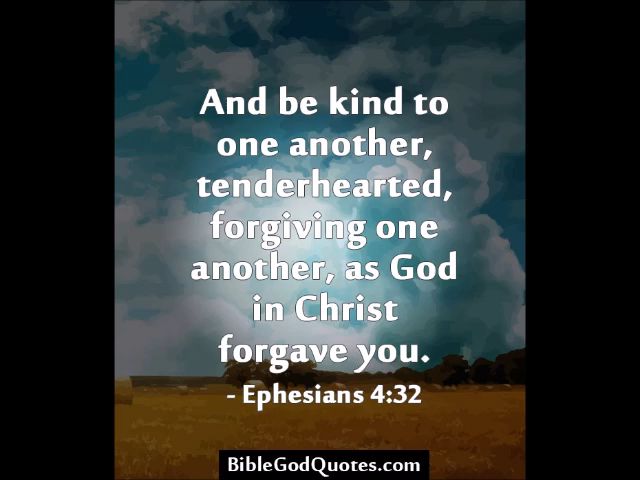 And be kind to
one another,
tenderhearted,
forgiving one
another, as God
in Christ
forgave you.
- Ephesians 4:32
BibleGodQuotes.com